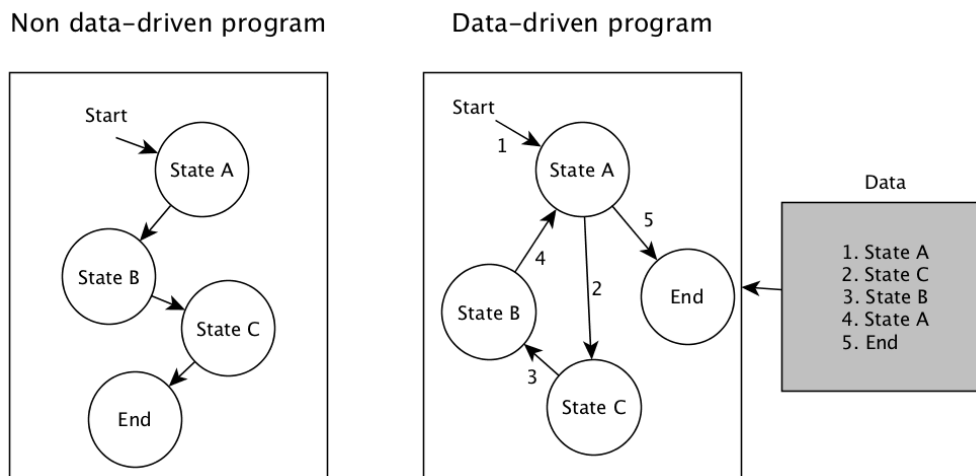 Non data-driven program
Start
State A
State B
State C
End
Data-driven program
Start
1
State A
5
4
2
End
State B
3
State C
Data
1. State A
2. State C
3. State B
4. State A
5. End